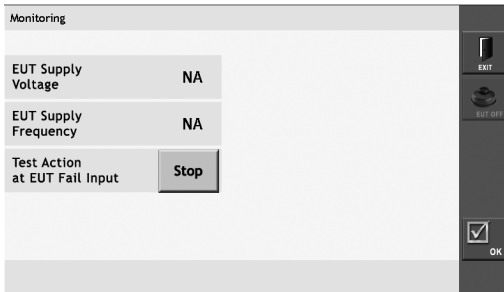 Monitoring
EUT Supply
Voltage
NA
EUT Supply
Frequency
NA
Test Action
at EUT Fail Input
Stop
EXIT
EUT OFF
OK